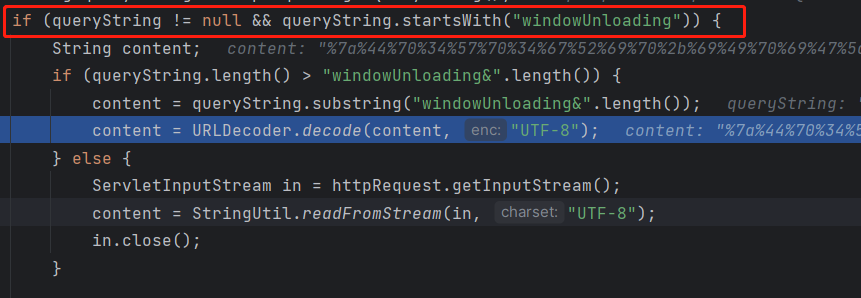 if (queryString != null && queryString.startsWith("windowUnloading")) {
String content;   content: "%7a%44%70%34%57%70%34%67%52%69%70%2b%69%49%70%69%47%5
if (queryString.length() > "windowUnloading&".length()) {
content = queryString.substring("windowUnloading&".length());   queryString:
content = URLDecoder.decode(content, enc: "UTF-8");   content: "%7a%44%70%34%5
} else {
ServletInputStream in = httpRequest.getInputStream();
content = StringUtil.readFromStream(in, charset: "UTF-8");
in.close();
}